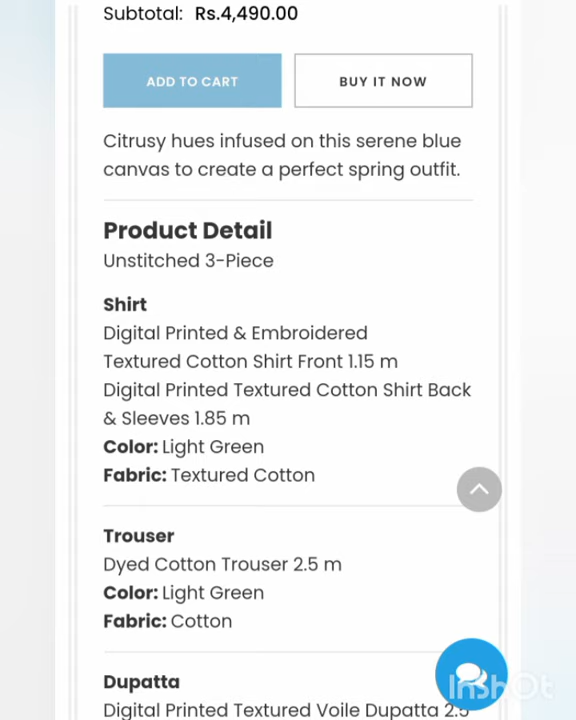 Subtotal: Rs.4,490.00
ADD TO CART
BUY IT NOW
Citrusy hues infused on this serene blue
canvas to create a perfect spring outfit.
Product Detail
Unstitched 3-Piece
Shirt
Digital Printed & Embroidered
Textured Cotton Shirt Front 1.15 m
Digital Printed Textured Cotton Shirt Back
& Sleeves 1.85 m
Color: Light Green
Fabric: Textured Cotton
Trouser
Dyed Cotton Trouser 2.5 m
Color: Light Green
Fabric: Cotton
Dupatta
Digital Printed Textured Voile Dupatta 2.5
InShOt